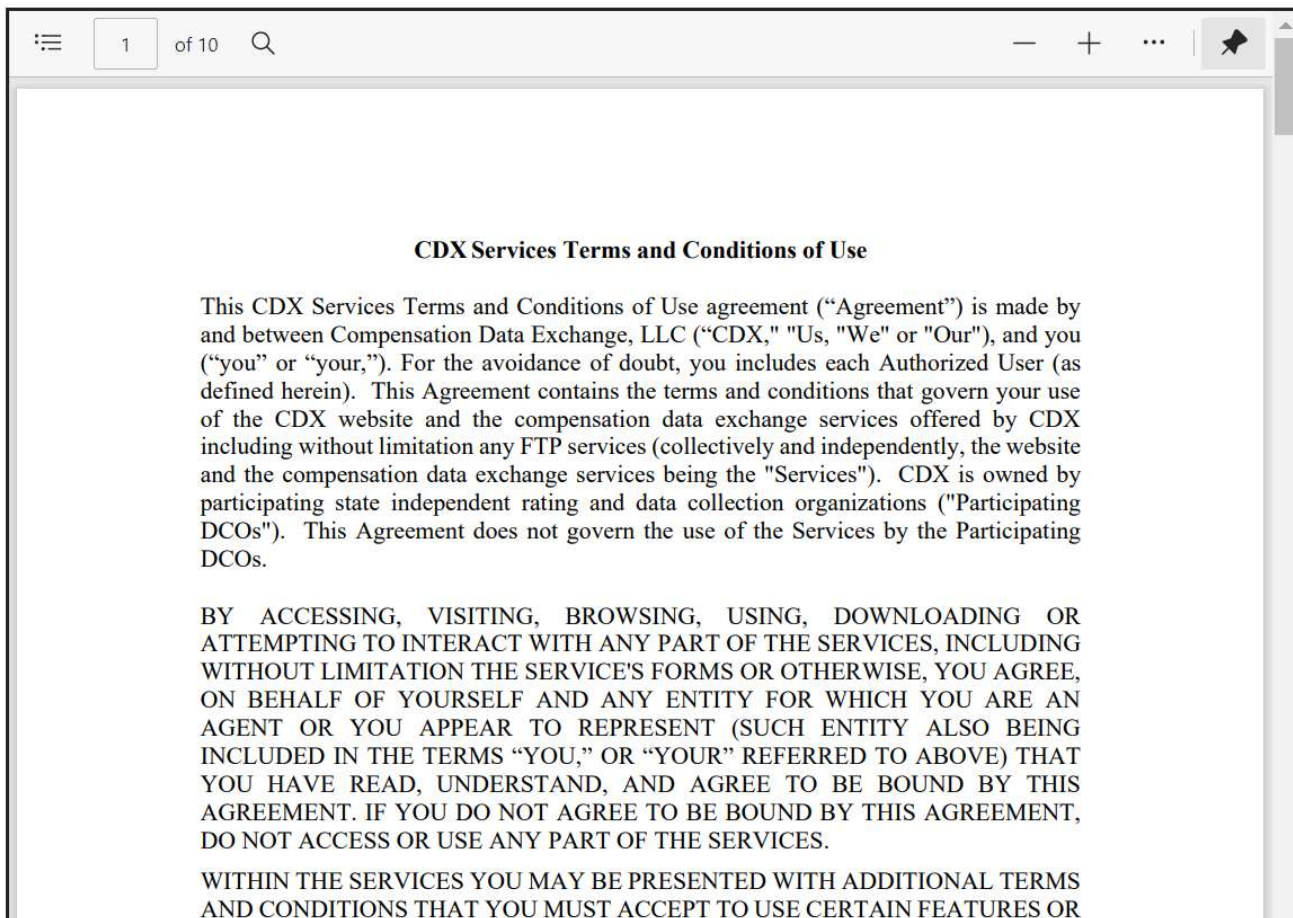 1 of 10
CDX Services Terms and Conditions of Use
This CDX Services Terms and Conditions of Use agreement (“Agreement”) is made by
and between Compensation Data Exchange, LLC (“CDX," "Us, "We" or "Our"), and you
(“you” or “your,”). For the avoidance of doubt, you includes each Authorized User (as
defined herein). This Agreement contains the terms and conditions that govern your use
of the CDX website and the compensation data exchange services offered by CDX
including without limitation any FTP services (collectively and independently, the website
and the compensation data exchange services being the "Services"). CDX is owned by
participating state independent rating and data collection organizations ("Participating
DCOs"). This Agreement does not govern the use of the Services by the Participating
DCOs.
BY ACCESSING, VISITING, BROWSING, USING, DOWNLOADING OR
ATTEMPTING TO INTERACT WITH ANY PART OF THE SERVICES, INCLUDING
WITHOUT LIMITATION THE SERVICE'S FORMS OR OTHERWISE, YOU AGREE,
ON BEHALF OF YOURSELF AND ANY ENTITY FOR WHICH YOU ARE AN
AGENT OR YOU APPEAR TO REPRESENT (SUCH ENTITY ALSO BEING
INCLUDED IN THE TERMS “YOU,” OR “YOUR” REFERRED TO ABOVE) THAT
YOU HAVE READ, UNDERSTAND, AND AGREE TO BE BOUND BY THIS
AGREEMENT. IF YOU DO NOT AGREE TO BE BOUND BY THIS AGREEMENT,
DO NOT ACCESS OR USE ANY PART OF THE SERVICES.
WITHIN THE SERVICES YOU MAY BE PRESENTED WITH ADDITIONAL TERMS
AND CONDITIONS THAT YOU MUST ACCEPT TO USE CERTAIN FEATURES OR